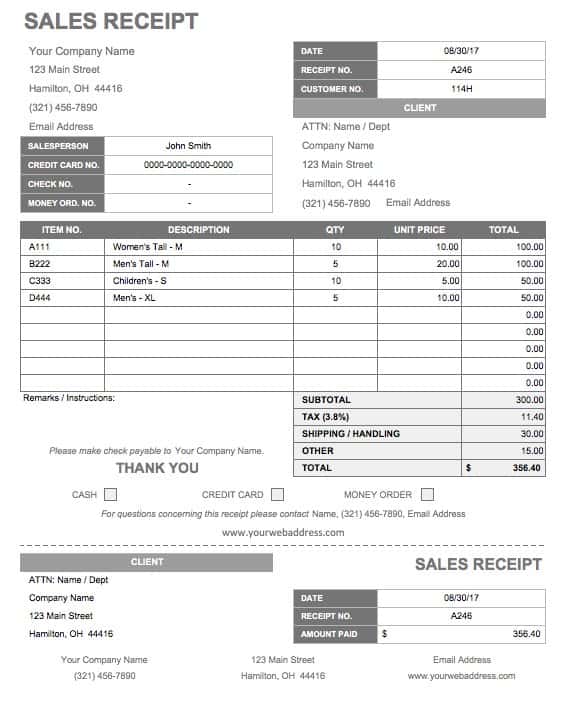 SALES RECEIPT
Your Company Name
123 Main Street
Hamilton, OH 44416
(321) 456-7890
Email Address
DATE 08/30/17
RECEIPT NO. A246
CUSTOMER NO. 114H
CLIENT
ATTN: Name / Dept
Company Name
123 Main Street
Hamilton, OH 44416
(321) 456-7890 Email Address
SALESPERSON John Smith
CREDIT CARD NO. 0000-0000-0000-0000
CHECK NO. -
MONEY ORD. NO. -
ITEM NO. DESCRIPTION QTY UNIT PRICE TOTAL
A111 Women's Tall - M 10 10.00 100.00
B222 Men's Tall - M 5 20.00 100.00
C333 Children's - S 10 5.00 50.00
D444 Men's - XL 5 10.00 50.00
0.00
0.00
0.00
0.00
0.00
Remarks / Instructions:
SUBTOTAL 300.00
TAX (3.8%) 11.40
SHIPPING / HANDLING 30.00
OTHER 15.00
TOTAL $ 356.40
Please make check payable to Your Company Name.
THANK YOU
CASH CREDIT CARD MONEY ORDER
For questions concerning this receipt please contact Name, (321) 456-7890, Email Address
www.yourwebaddress.com
CLIENT
ATTN: Name / Dept
Company Name
123 Main Street
Hamilton, OH 44416
SALES RECEIPT
DATE 08/30/17
RECEIPT NO. A246
AMOUNT PAID $ 356.40
Your Company Name 123 Main Street Email Address
(321) 456-7890 Hamilton, OH 44416 www.yourwebaddress.com